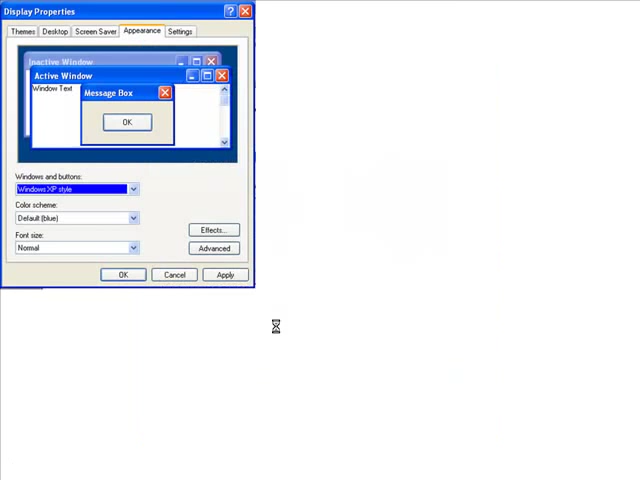 Display Properties
Themes Desktop Screen Saver Appearance Settings
Inactive Window
Active Window
Window Text
Message Box
OK
Windows and buttons:
Windows XP style
Color scheme:
Default (blue)
Effects...
Font size:
Normal
Advanced
OK Cancel Apply